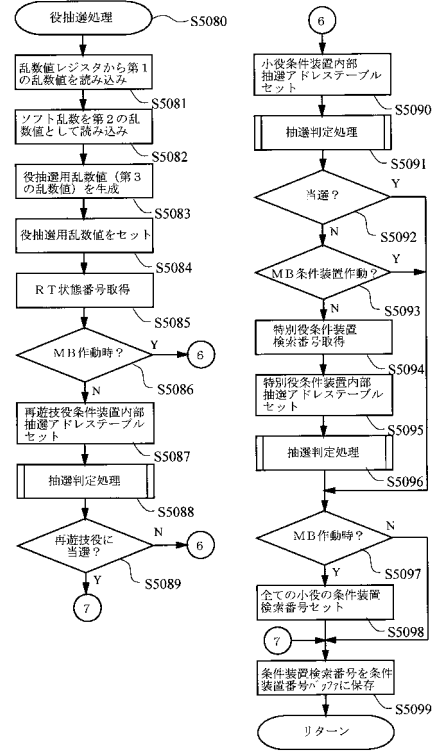 役抽選処理
S5080
乱数値レジスタから第1
の乱数値を読み込み
S5081
ソフト乱数を第2の乱
数値として読み込み
S5082
役抽選用乱数値（第3
の乱数値）を生成
S5083
役抽選用乱数値をセット
S5084
RT状態番号取得
S5085
MB作動時？
Y
6
S5086
N
再遊技役条件装置内部
抽選アドレステーブル
セット
S5087
抽選判定処理
S5088
再遊技役に
当選？
N
6
S5089
Y
7
6
小役条件装置内部
抽選アドレステーブル
セット
S5090
抽選判定処理
S5091
当選？
Y
S5092
N
MB条件装置作動？
Y
S5093
N
特別役条件装置
検索番号取得
S5094
特別役条件装置内部
抽選アドレステーブル
セット
S5095
抽選判定処理
S5096
MB作動時？
N
S5097
Y
全ての小役の条件装置
検索番号セット
S5098
7
条件装置検索番号を条件
装置番号バッファに保存
S5099
リターン